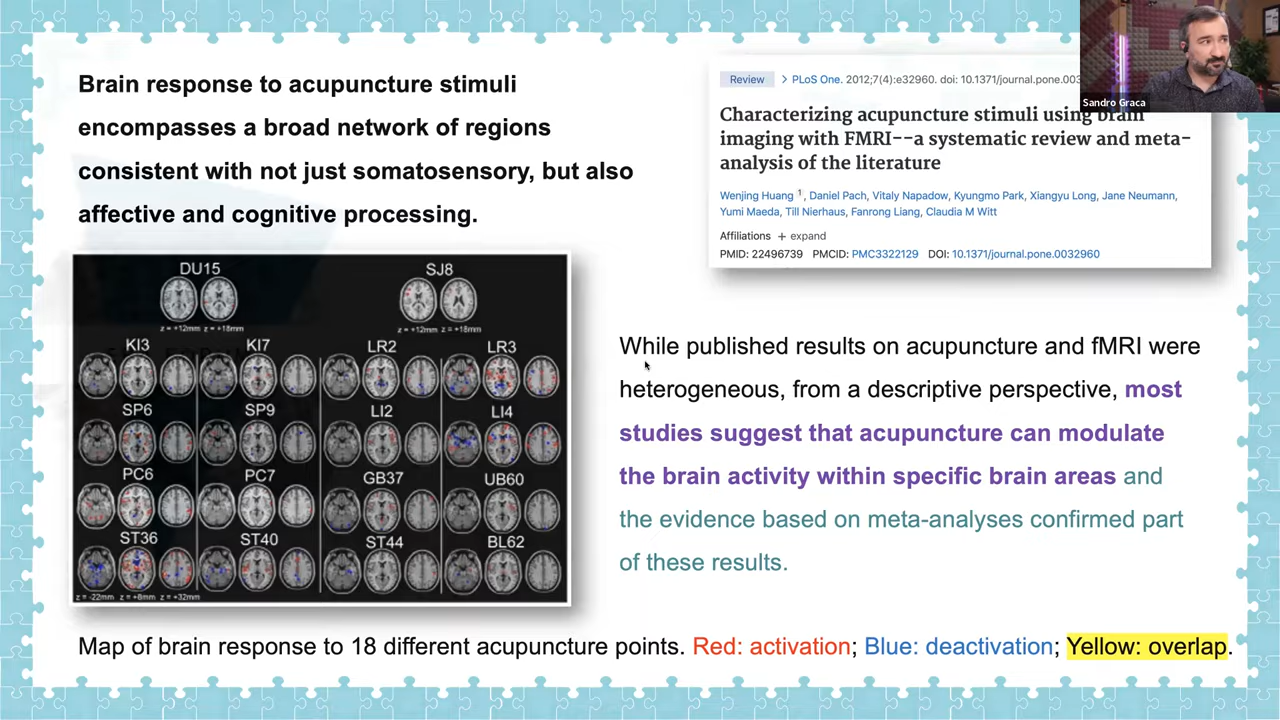 Brain response to acupuncture stimuli
encompasses a broad network of regions
consistent with not just somatosensory, but also
affective and cognitive processing.
Review
PLoS One. 2012;7(4):e32960. doi: 10.1371/journal.pone.003
Sandro Graca
Characterizing acupuncture stimuli using brain
imaging with FMRI--a systematic review and meta-
analysis of the literature
Wenjing Huang 1, Daniel Pach, Vitaly Napadow, Kyungmo Park, Xiangyu Long, Jane Neumann,
Yumi Maeda, Till Nierhaus, Fanrong Liang, Claudia M Witt
Affiliations + expand
PMID: 22496739 PMCID: PMC3322129 DOI: 10.1371/journal.pone.0032960
DU15 SJ8
z = +12mm z = +18mm z = +12mm z = +18mm
KI3 KI7 LR2 LR3
SP6 SP9 LI2 LI4
PC6 PC7 GB37 UB60
ST36 ST40 ST44 BL62
z = -22mm z = +8mm z = +32mm
While published results on acupuncture and fMRI were
heterogeneous, from a descriptive perspective, most
studies suggest that acupuncture can modulate
the brain activity within specific brain areas and
the evidence based on meta-analyses confirmed part
of these results.
Map of brain response to 18 different acupuncture points. Red: activation; Blue: deactivation; Yellow: overlap.